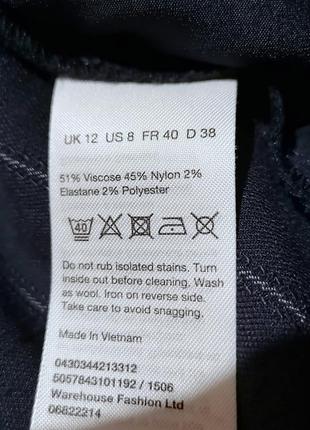 UK 12 US 8 FR 40 D 38
51% Viscose 45% Nylon 2%
Elastane 2% Polyester
40
Do not rub isolated stains. Turn
inside out before cleaning. Wash
as wool. Iron on reverse side.
Take care to avoid snagging.
Made In Vietnam
0430344213312
5057843101192 / 1506
Warehouse Fashion Ltd
06822214